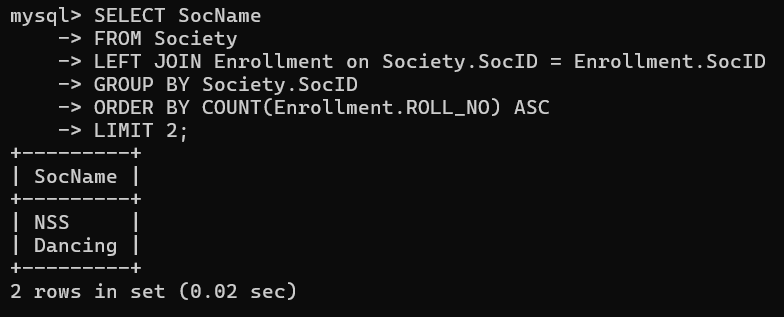 mysql> SELECT SocName
    -> FROM Society
    -> LEFT JOIN Enrollment on Society.SocID = Enrollment.SocID
    -> GROUP BY Society.SocID
    -> ORDER BY COUNT(Enrollment.ROLL_NO) ASC
    -> LIMIT 2;
+---------+
| SocName |
+---------+
| NSS     |
| Dancing |
+---------+
2 rows in set (0.02 sec)